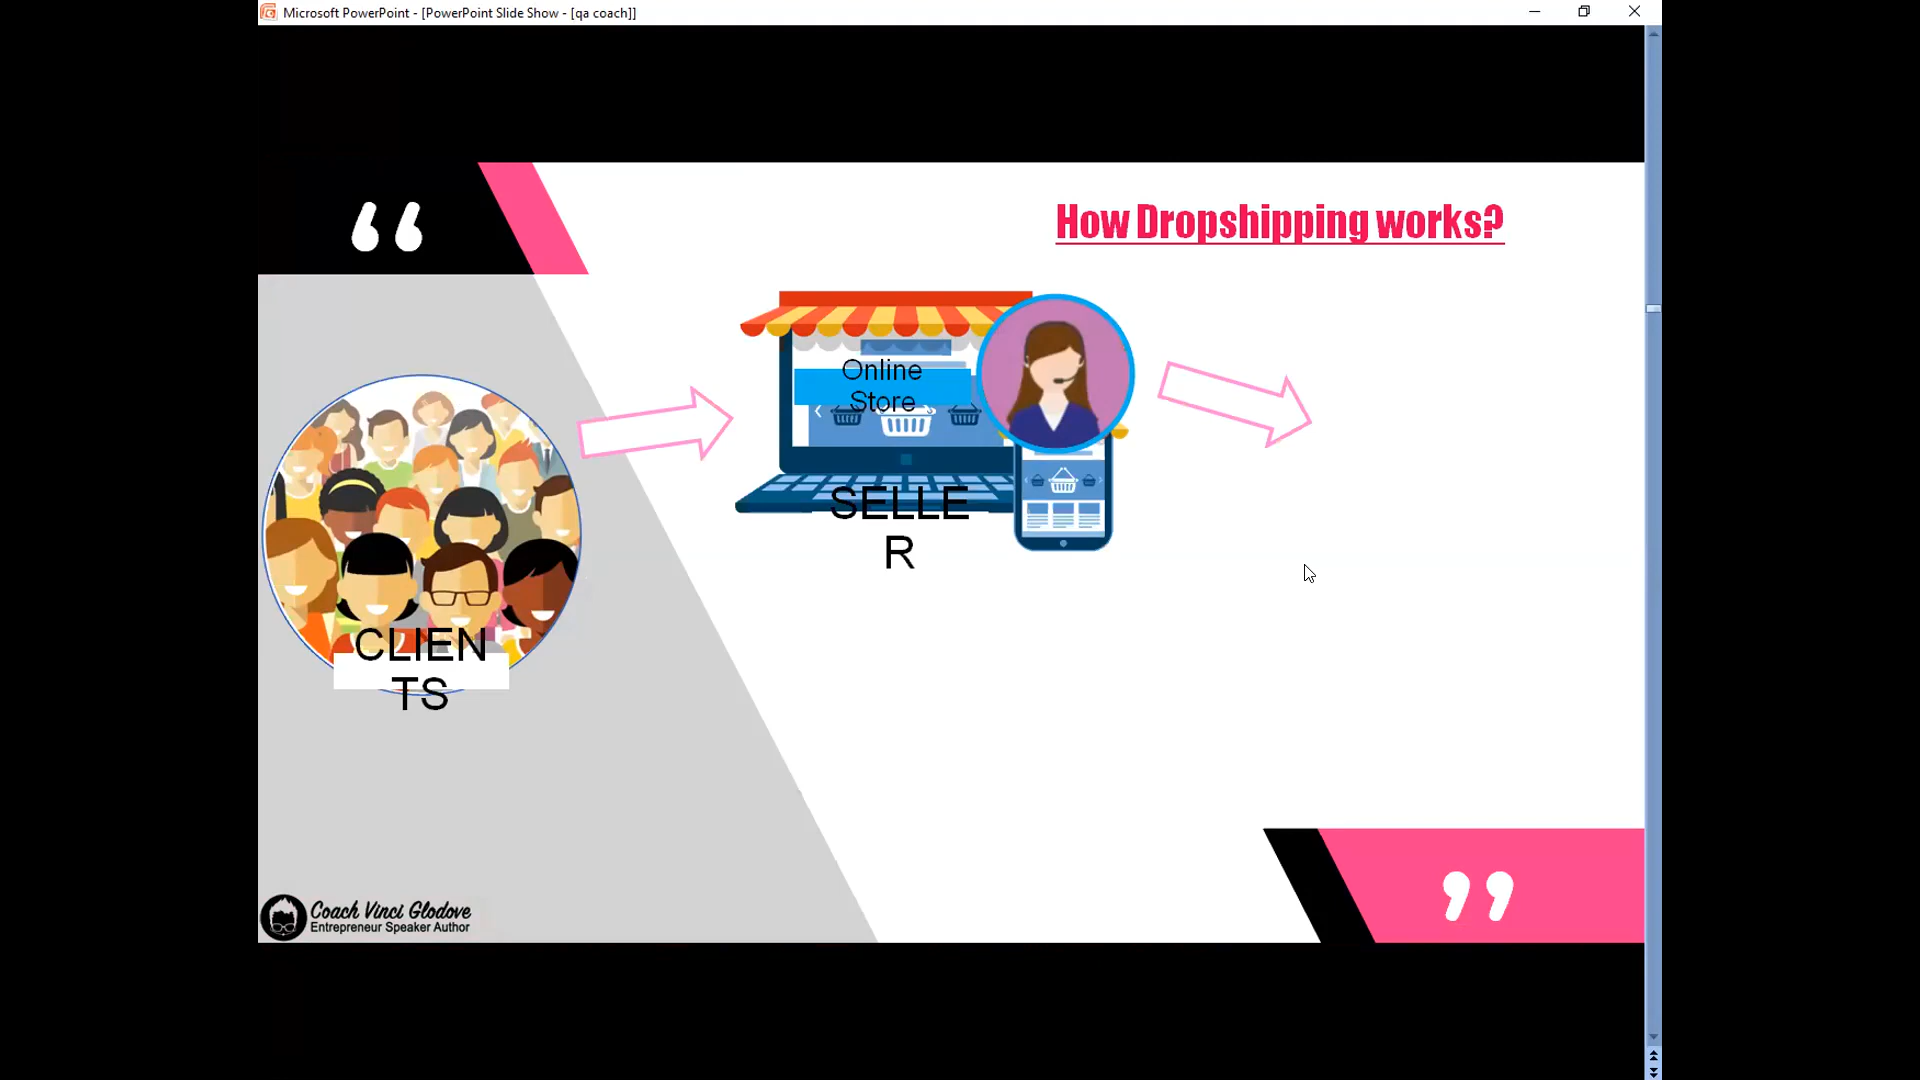 Microsoft PowerPoint - [PowerPoint Slide Show - [qa coach]]
“
How Dropshipping works?
Online
Store
SELLE
R
CLIEN
TS
Coach Vinci Glodove
Entrepreneur Speaker Author
”